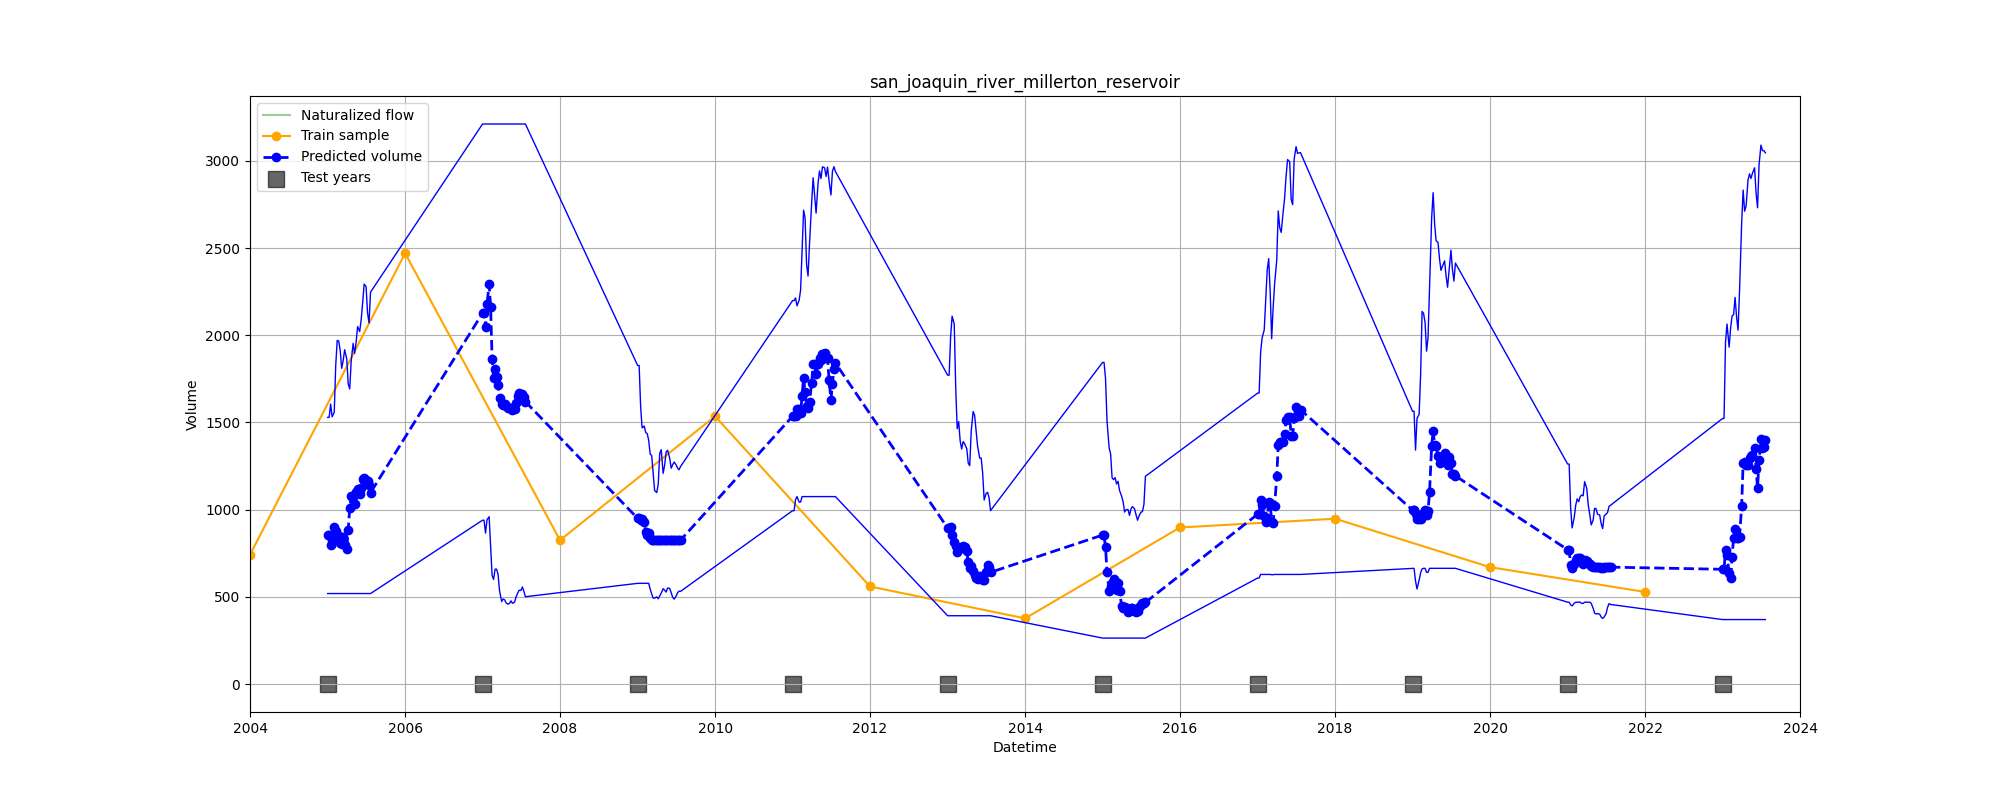 san_joaquin_river_millerton_reservoir
Naturalized flow
Train sample
Predicted volume
Test years
3000
2500
2000
1500
1000
500
0
Volume
2004 2006 2008 2010 2012 2014 2016 2018 2020 2022 2024
Datetime